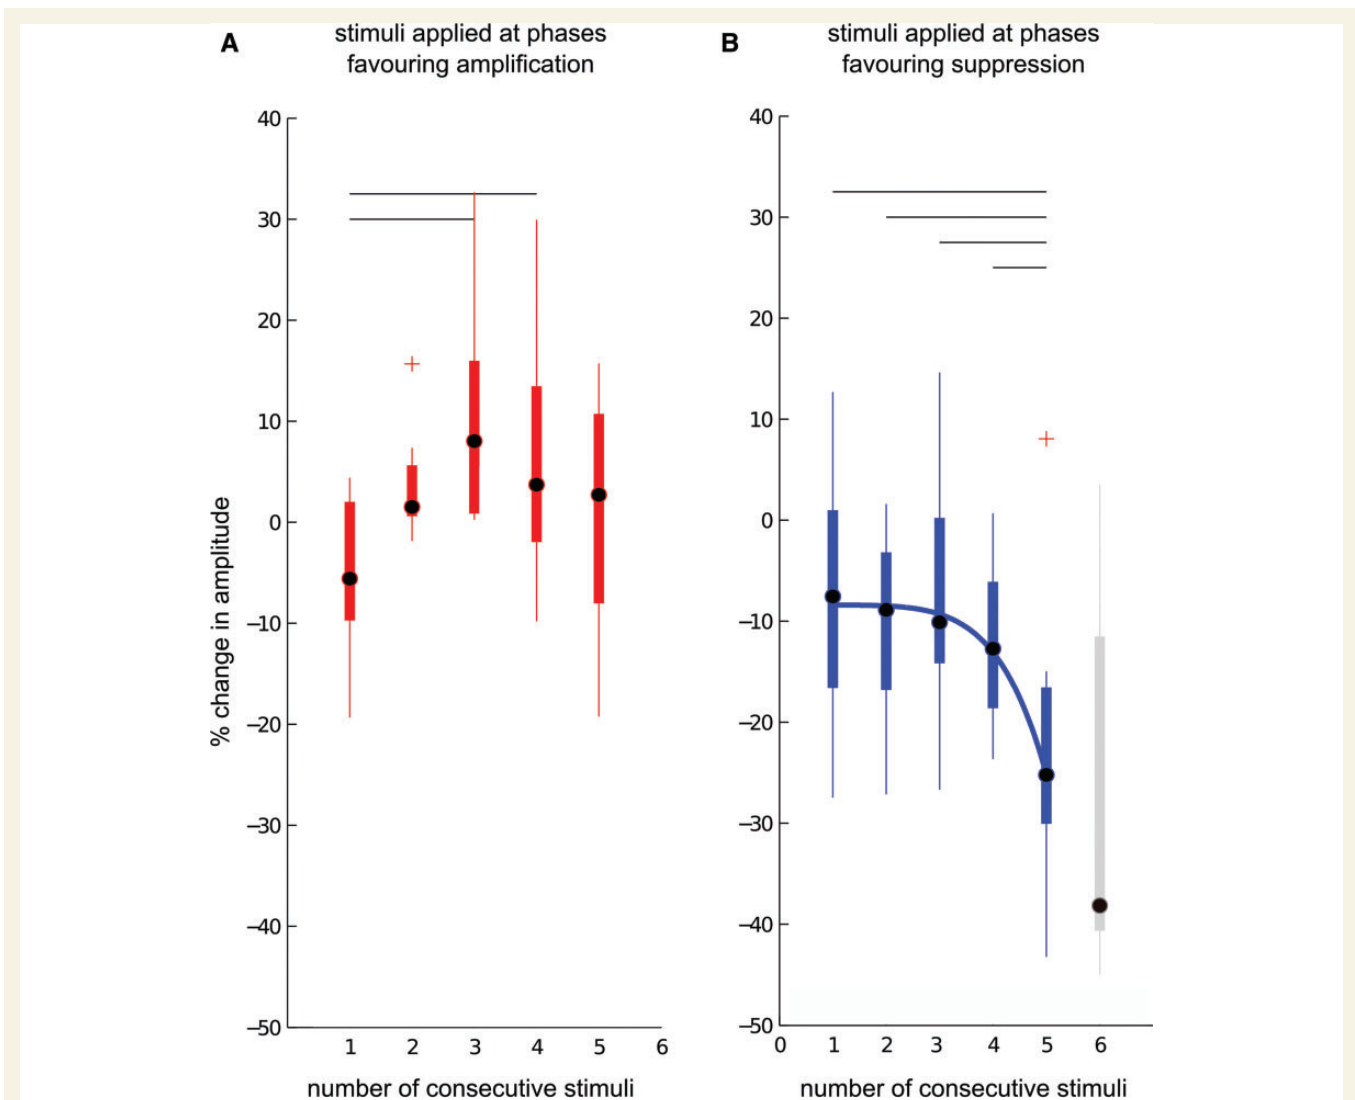 A
stimuli applied at phases
favouring amplification
B
stimuli applied at phases
favouring suppression
% change in amplitude
40
30
20
10
0
−10
−20
−30
−40
−50
1 2 3 4 5 6
number of consecutive stimuli
40
30
20
10
0
−10
−20
−30
−40
−50
0 1 2 3 4 5 6
number of consecutive stimuli